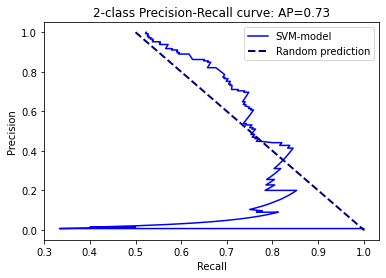 2-class Precision-Recall curve: AP=0.73
SVM-model
Random prediction
Precision
1.0
0.8
0.6
0.4
0.2
0.0
0.3 0.4 0.5 0.6 0.7 0.8 0.9 1.0
Recall